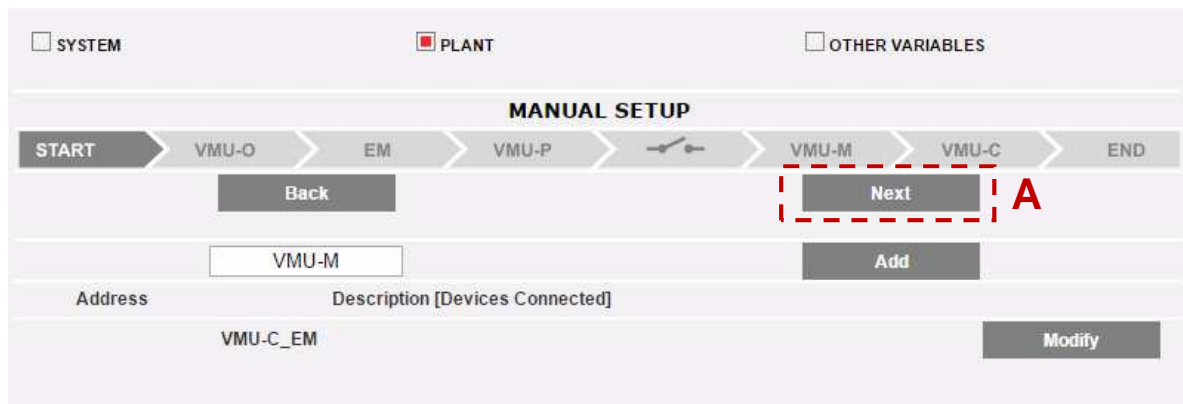 SYSTEM PLANT OTHER VARIABLES
MANUAL SETUP
START VMU-O EM VMU-P VMU-M VMU-C END
Back Next A
VMU-M Add
Address Description [Devices Connected]
VMU-C_EM Modify